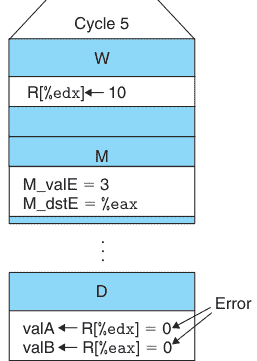 Cycle 5
W
R[%edx]← 10
M
M_valE = 3
M_dstE = %eax
⋮
D
Error
valA ← R[%edx] = 0
valB ← R[%eax] = 0